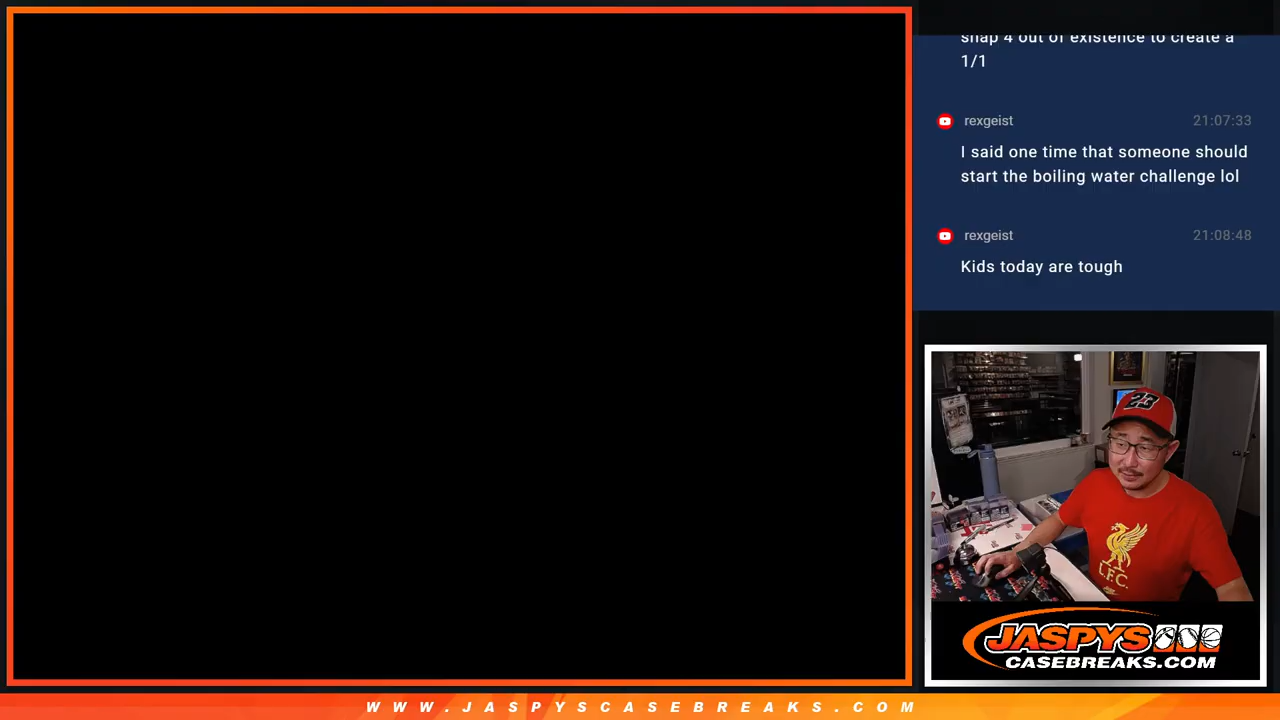 snap 4 out of existence to create a
1/1
rexgeist 21:07:33
I said one time that someone should
start the boiling water challenge lol
rexgeist 21:08:48
Kids today are tough
23
L.F.C.
JASPYS
CASEBREAKS.COM
WWW.JASPYSCASEBREAKS.COM